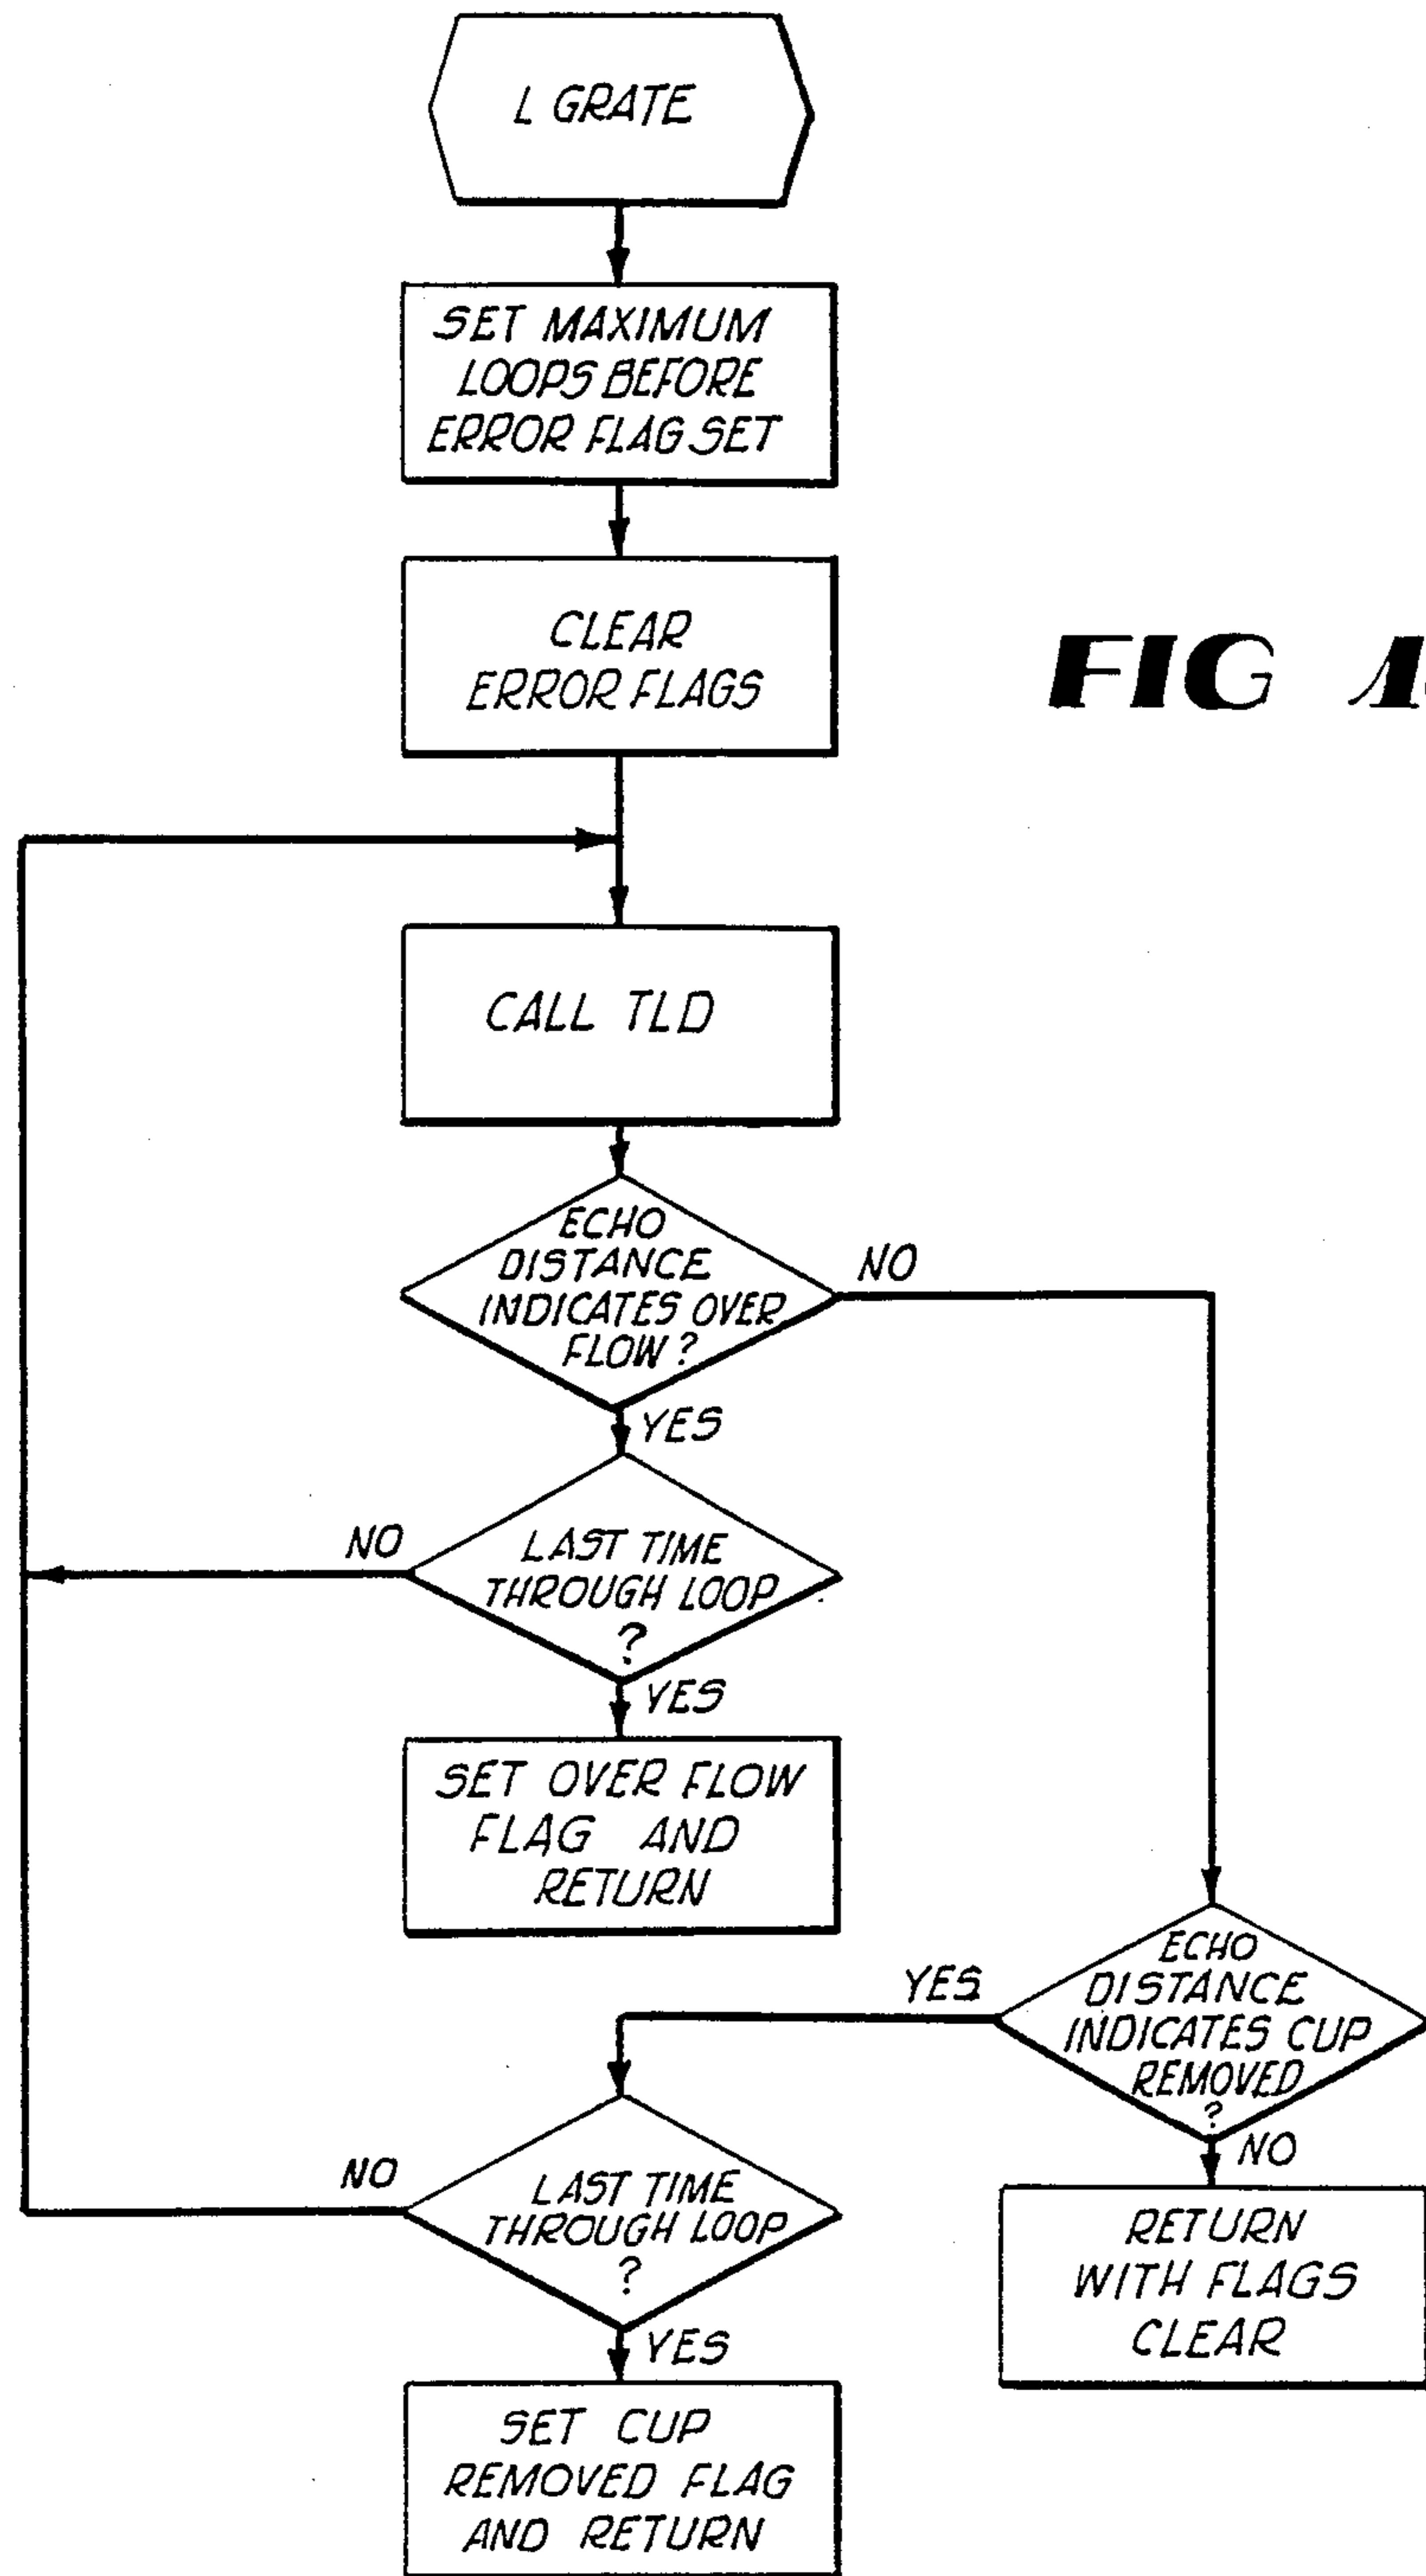 L GRATE
SET MAXIMUM
LOOPS BEFORE
ERROR FLAG SET
CLEAR
ERROR FLAGS
FIG
CALL TLD
ECHO
DISTANCE
INDICATES OVER
FLOW?
NO
YES
LAST TIME
THROUGH LOOP
?
NO
YES
SET OVER FLOW
FLAG AND
RETURN
ECHO
DISTANCE
INDICATES CUP
REMOVED
?
YES
NO
RETURN
WITH FLAGS
CLEAR
LAST TIME
THROUGH LOOP
?
NO
YES
SET CUP
REMOVED FLAG
AND RETURN